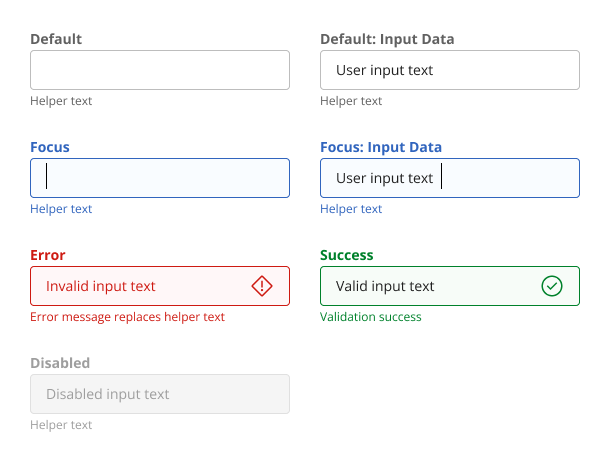 Default
Helper text
Default: Input Data
User input text
Helper text
Focus
Helper text
Focus: Input Data
User input text
Helper text
Error
Invalid input text
Error message replaces helper text
Success
Valid input text
Validation success
Disabled
Disabled input text
Helper text